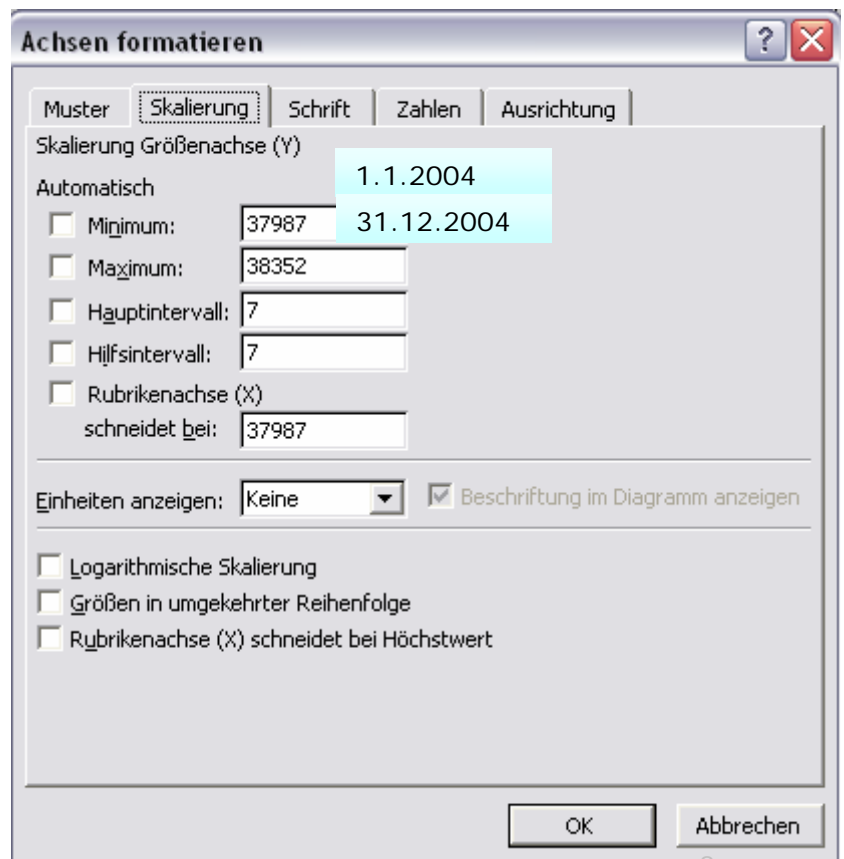 Achsen formatieren
Muster Skalierung Schrift Zahlen Ausrichtung
Skalierung Größenachse (Y)
1.1.2004
Automatisch
Minimum: 37987
31.12.2004
Maximum: 38352
Hauptintervall: 7
Hilfsintervall: 7
Rubrikenachse (X)
schneidet bei: 37987
Einheiten anzeigen: Keine Beschriftung im Diagramm anzeigen
Logarithmische Skalierung
Größen in umgekehrter Reihenfolge
Rubrikenachse (X) schneidet bei Höchstwert
OK Abbrechen